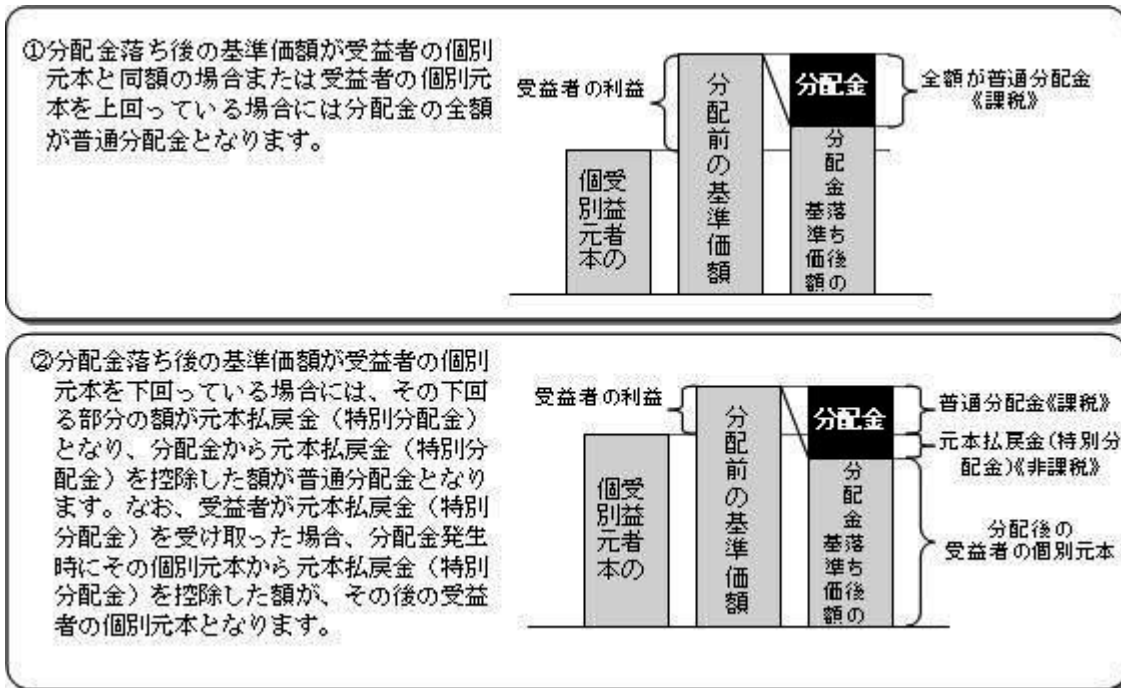 ①分配金落ち後の基準価額が受益者の個別
元本と同額の場合または受益者の個別元
本を上回っている場合には分配金の全額
が普通分配金となります。
受益者の利益
受益者の
個別元本
分配前の基準価額
分配金
分配金落ち後の
基準価額
全額が普通分配金
《課税》
②分配金落ち後の基準価額が受益者の個別
元本を下回っている場合には、その下回
る部分の額が元本払戻金（特別分配金）
となり、分配金から元本払戻金（特別分
配金）を控除した額が普通分配金となり
ます。なお、受益者が元本払戻金（特別
分配金）を受け取った場合、分配金発生
時にその個別元本から元本払戻金（特別
分配金）を控除した額が、その後の受益
者の個別元本となります。
受益者の利益
受益者の
個別元本
分配前の基準価額
分配金
分配金落ち後の
基準価額
普通分配金《課税》
元本払戻金(特別分
配金)《非課税》
分配後の
受益者の個別元本